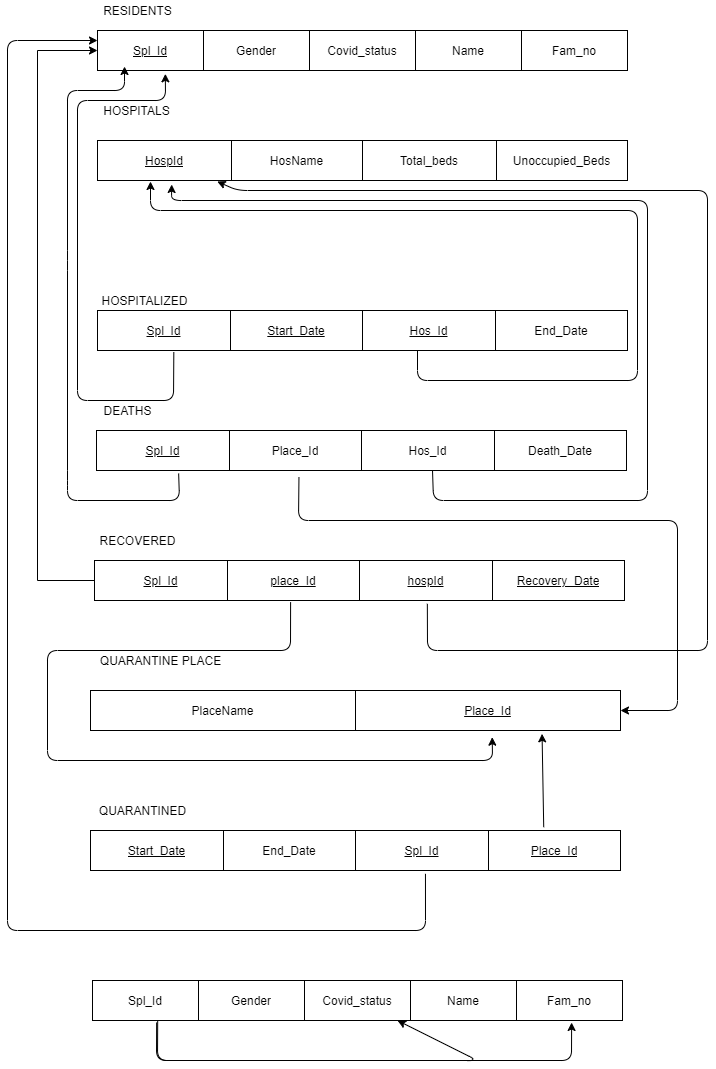 RESIDENTS
Spl_Id Gender Covid_status Name Fam_no
HOSPITALS
HospId HosName Total_beds Unoccupied_Beds
HOSPITALIZED
Spl_Id Start_Date Hos_Id End_Date
DEATHS
Spl_Id Place_Id Hos_Id Death_Date
RECOVERED
Spl_Id place_Id hospId Recovery_Date
QUARANTINE PLACE
PlaceName Place_Id
QUARANTINED
Start_Date End_Date Spl_Id Place_Id
Spl_Id Gender Covid_status Name Fam_no